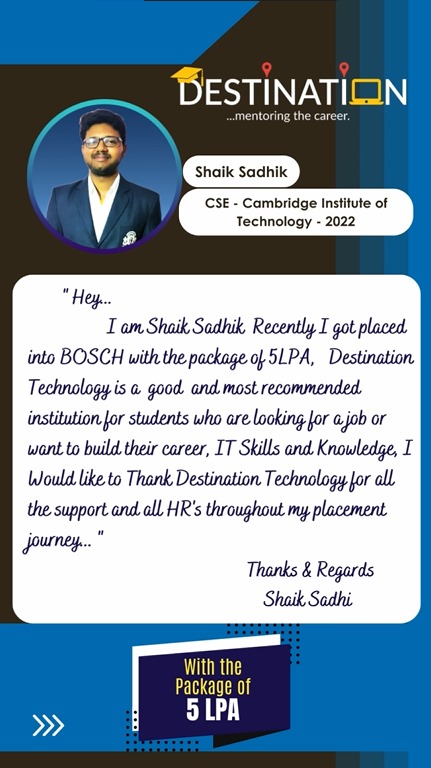 DESTINATION
...mentoring the career.
Shaik Sadhik
CSE - Cambridge Institute of
Technology - 2022
" Hey...
I am Shaik Sadhik Recently I got placed
into BOSCH with the package of 5LPA, Destination
Technology is a good and most recommended
institution for students who are looking for a job or
want to build their career, IT Skills and Knowledge, I
Would like to Thank Destination Technology for all
the support and all HR's throughout my placement
journey... "
Thanks & Regards
Shaik Sadhi
With the
Package of
5 LPA